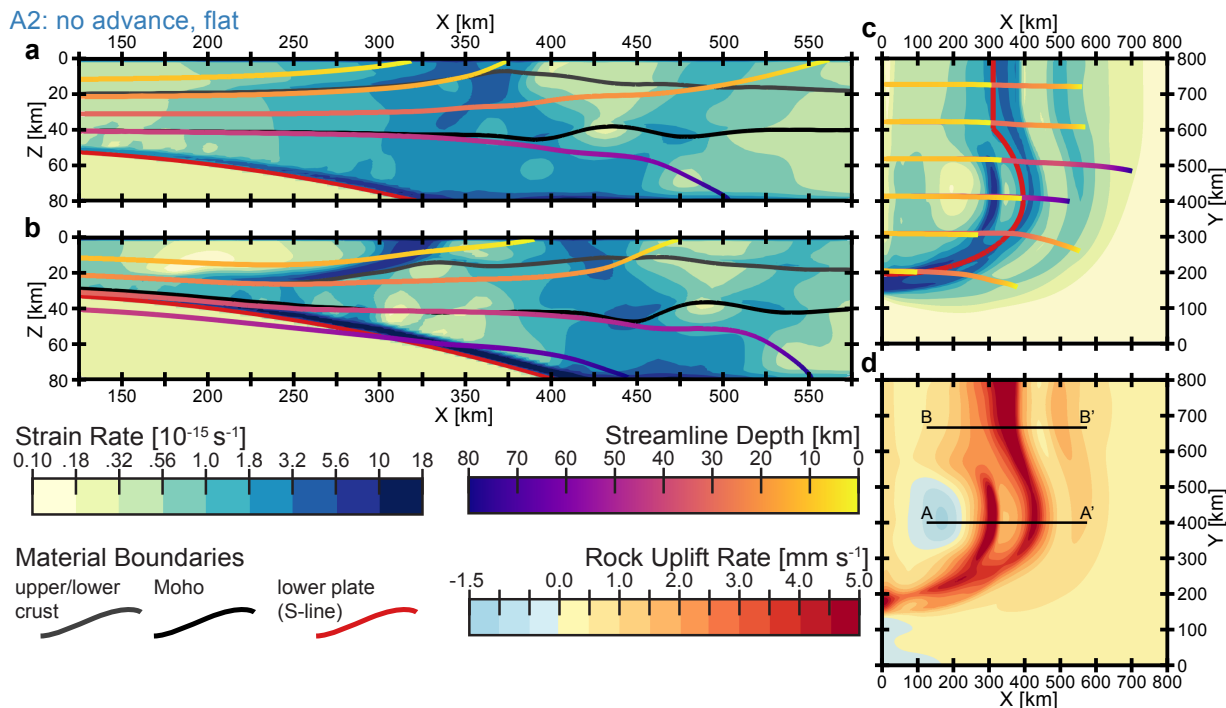 A2: no advance, flat
X [km]
150 200 250 300 350 400 450 500 550
a
0
20
40
60
80
Z [km]
b
0
20
40
60
80
Z [km]
150 200 250 300 350 400 450 500 550
X [km]
c
X [km]
0 100 200 300 400 500 600 700 800
800
700
600
500
400
300
200
100
0
Y [km]
d
B B'
A A'
800
700
600
500
400
300
200
100
0
Y [km]
0 100 200 300 400 500 600 700 800
X [km]
Strain Rate [10-15 s-1]
0.10 .18 .32 .56 1.0 1.8 3.2 5.6 10 18
Streamline Depth [km]
80 70 60 50 40 30 20 10 0
Material Boundaries
upper/lower
crust
Moho
lower plate
(S-line)
Rock Uplift Rate [mm s-1]
-1.5 0.0 1.0 2.0 3.0 4.0 5.0